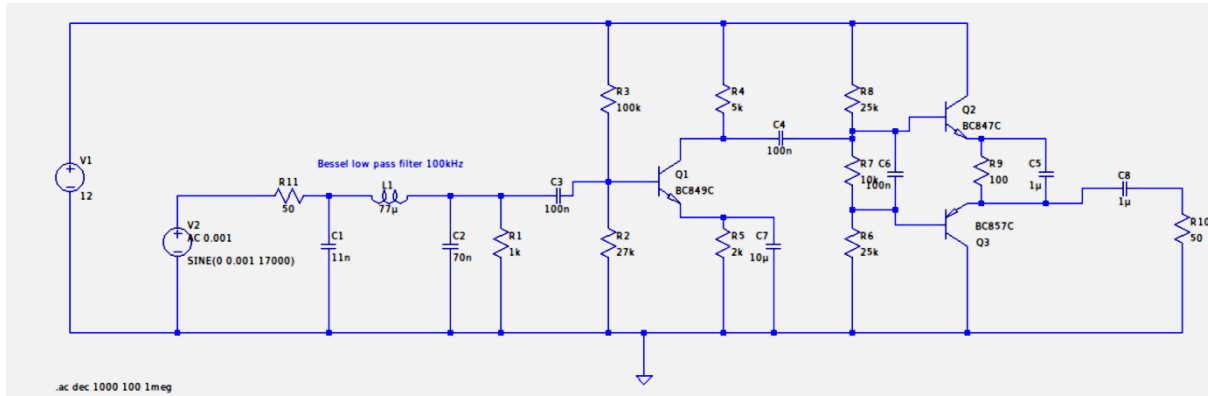 V1
12
V2
AC 0.001
SINE(0 0.001 17000)
R11
50
Bessel low pass filter 100kHz
L1
77µ
C1
11n
C2
70n
R1
1k
C3
100n
R3
100k
R2
27k
Q1
BC849C
R4
5k
R5
2k
C7
10µ
C4
100n
R8
25k
R7
10k
C6
100n
R6
25k
Q2
BC847C
R9
100
C5
1µ
BC857C
Q3
C8
1µ
R10
50
.ac dec 1000 100 1meg